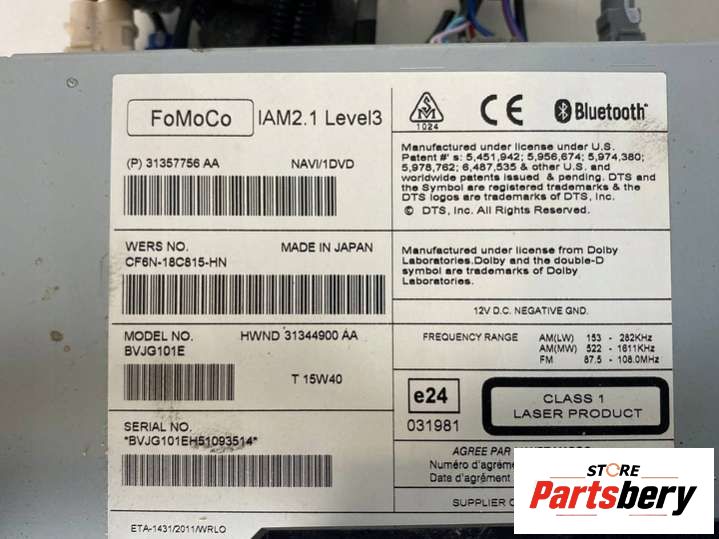 FoMoCo IAM2.1 Level3
(P) 31357756 AA NAVI/1DVD
WERS NO. MADE IN JAPAN
CF6N-18C815-HN
MODEL NO. HWND 31344900 AA
BVJG101E
T 15W40
SERIAL NO.
*BVJG101EH51093514*
ETA-1431/2011/WRLO
1024
CE
Bluetooth
Manufactured under license under U.S.
Patent #' s: 5,451,942; 5,956,674; 5,974,380;
5,978,762; 6,487,535 & other U.S. and
worldwide patents issued & pending. DTS and
the Symbol are registered trademarks & the
DTS logos are trademarks of DTS, Inc.
© DTS, Inc. All Rights Reserved.
Manufactured under license from Dolby
Laboratories.Dolby and the double-D
symbol are trademarks of Dolby
Laboratories.
12V D.C. NEGATIVE GND.
FREQUENCY RANGE AM(LW) 153 - 282KHz
AM(MW) 522 - 1611KHz
FM 87.5 - 108.0MHz
e24
031981
CLASS 1
LASER PRODUCT
AGREE PAR
Numéro d'agrém
Date d'agrément
SUPPLIER
STORE
Partsbery